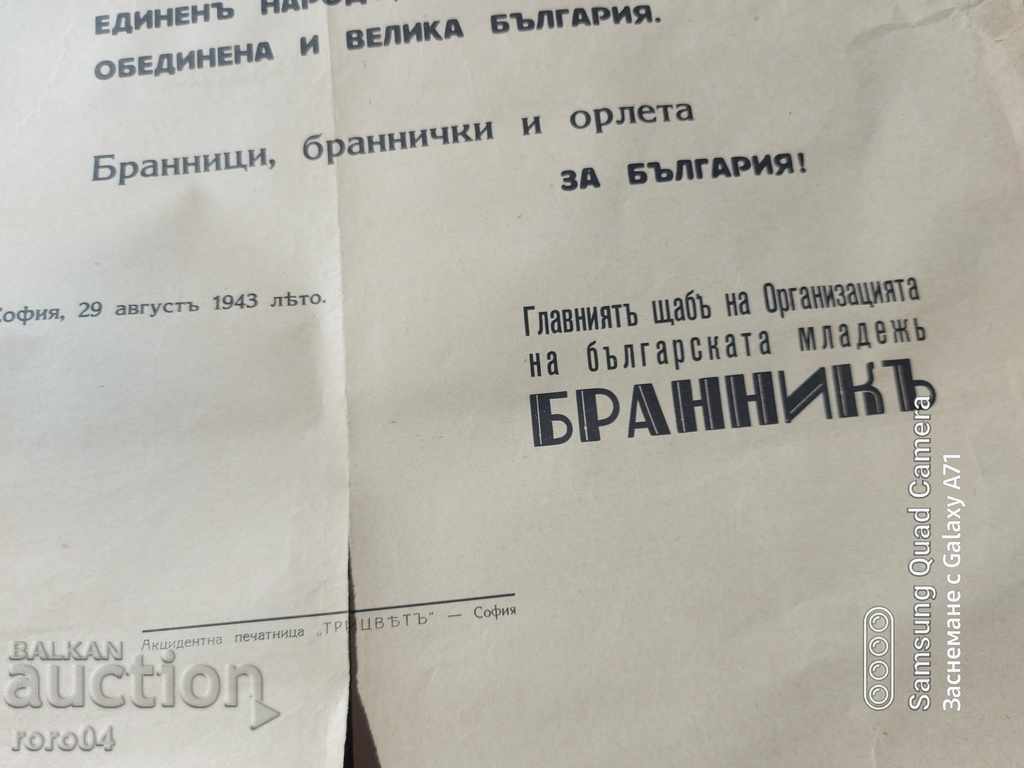 ЕДИНЕНЪ НАРОД
ОБЕДИНЕНА И ВЕЛИКА БЪЛГАРИЯ.
Бранници, браннички и орлета
ЗА БЪЛГАРИЯ!
София, 29 августъ 1943 лѣто.
Главниятъ щабъ на Организацията
на българската младежь
БРАННИКЪ
Акцидентна печатница „ТРИЦВѢТЪ" — София
BALKAN
auction
roro04
Samsung Quad Camera
Заснемане с Galaxy A71